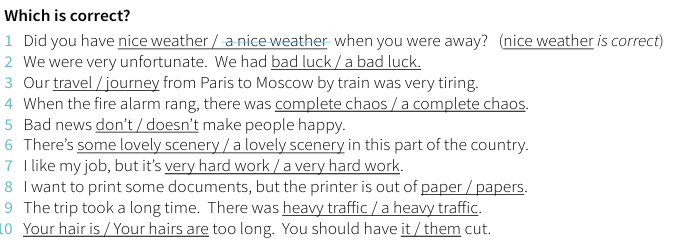 Which is correct?
1 Did you have nice weather / a nice weather when you were away? (nice weather is correct)
2 We were very unfortunate. We had bad luck / a bad luck.
3 Our travel / journey from Paris to Moscow by train was very tiring.
4 When the fire alarm rang, there was complete chaos / a complete chaos.
5 Bad news don't / doesn't make people happy.
6 There's some lovely scenery / a lovely scenery in this part of the country.
7 I like my job, but it's very hard work / a very hard work.
8 I want to print some documents, but the printer is out of paper / papers.
9 The trip took a long time. There was heavy traffic / a heavy traffic.
10 Your hair is / Your hairs are too long. You should have it / them cut.